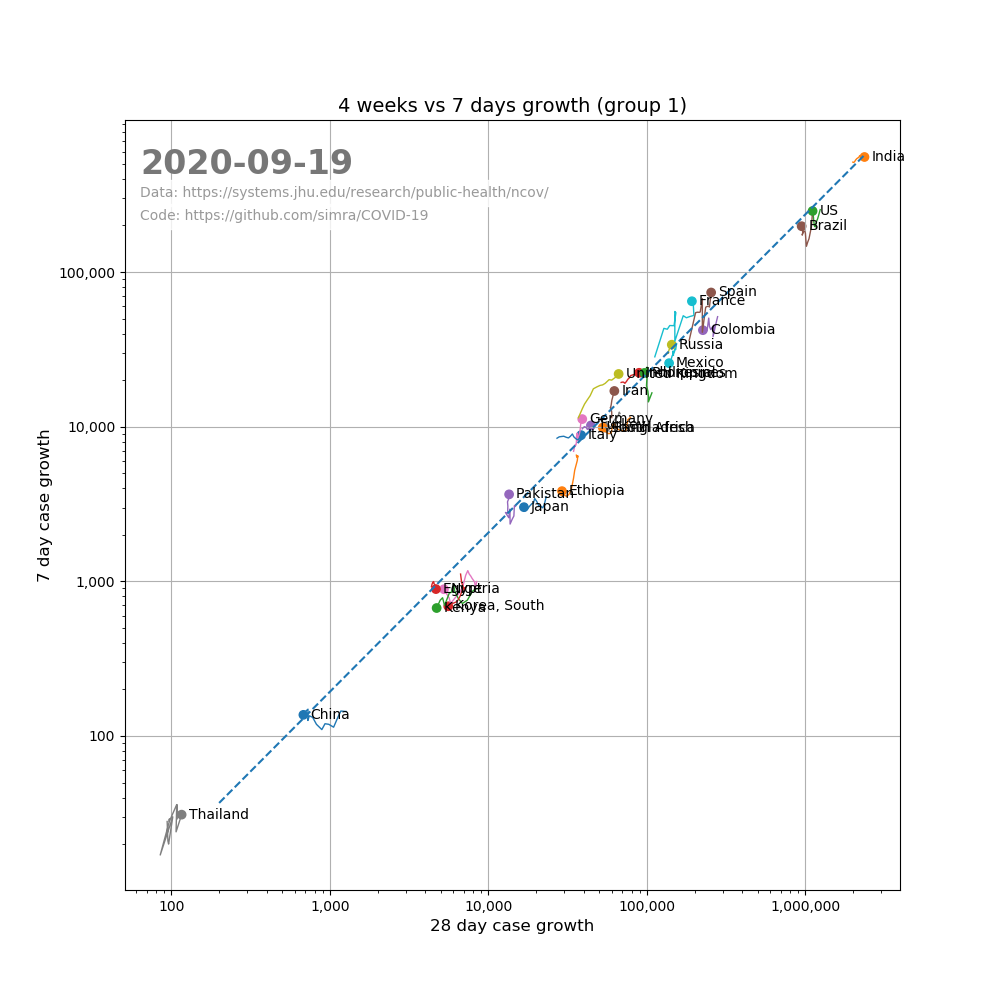 4 weeks vs 7 days growth (group 1)
2020-09-19
Data: https://systems.jhu.edu/research/public-health/ncov/
Code: https://github.com/simra/COVID-19
India
US
Brazil
100,000
Spain
France
Colombia
Russia
Mexico
United Kingdom
Iran
Germany
10,000
Italy
Pakistan
Ethiopia
Japan
1,000
Egypt
Nigeria
Korea, South
Kenya
China
100
Thailand
7 day case growth
100
1,000
10,000
100,000
1,000,000
28 day case growth